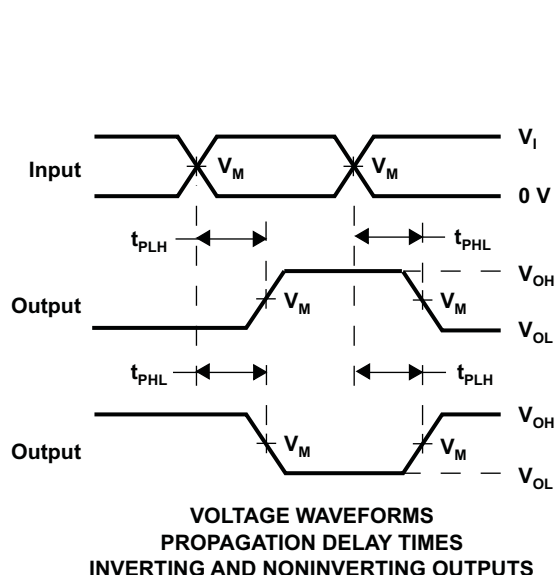 V_I
Input
V_M
V_M
0 V
t_PLH
t_PHL
V_OH
Output
V_M
V_M
V_OL
t_PHL
t_PLH
V_OH
Output
V_M
V_M
V_OL
VOLTAGE WAVEFORMS
PROPAGATION DELAY TIMES
INVERTING AND NONINVERTING OUTPUTS